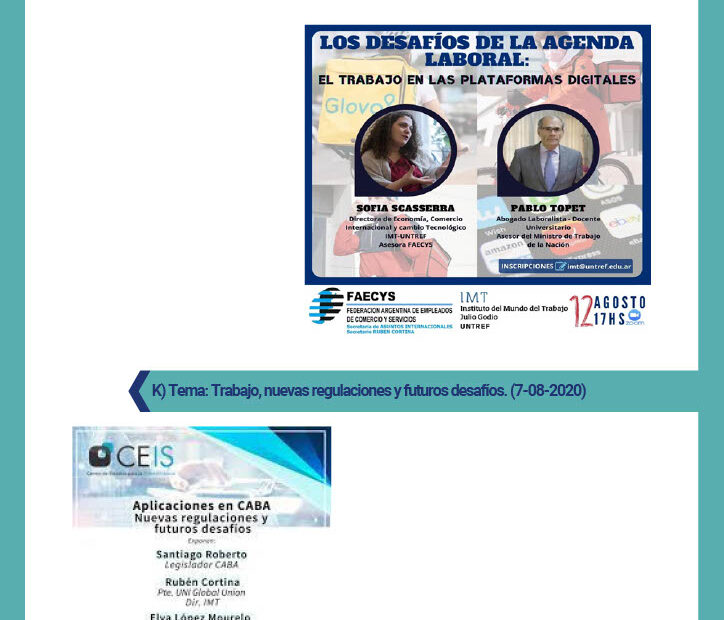 LOS DESAFÍOS DE LA AGENDA
LABORAL:
EL TRABAJO EN LAS PLATAFORMAS DIGITALES
Glovo
SOFIA SCASSERRA
Directora de Economía, Comercio
Internacional y cambio Tecnológico
IMT-UNTREF
Asesora FAECYS
PABLO TOPET
Abogado Laboralista - Docente
Universitario
Asesor del Ministro de Trabajo
de la Nación
ASOS
Wish
ebay
amazon
INSCRIPCIONES imt@untref.edu.ar
FAECYS
FEDERACION ARGENTINA DE EMPLEADOS
DE COMERCIO Y SERVICIOS
Secretaría de ASUNTOS INTERNACIONALES
Secretario RUBEN CORTINA
IMT
Instituto del Mundo del Trabajo
Julio Godio
UNTREF
12 AGOSTO
17HS
zoom
K) Tema: Trabajo, nuevas regulaciones y futuros desafíos. (7-08-2020)
CEIS
Aplicaciones en CABA
Nuevas regulaciones y
futuros desafíos
Exponen:
Santiago Roberto
Legislador CABA
Rubén Cortina
Pte. UNI Global Union
Dir. IMT
Elva López Mourelo